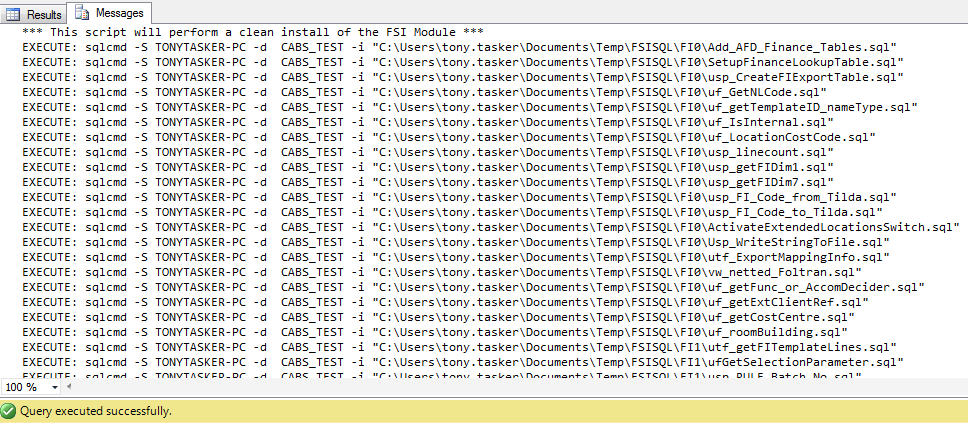 Results Messages
*** This script will perform a clean install of the FSI Module ***
EXECUTE: sqlcmd -S TONYTASKER-PC -d  CABS_TEST -i "C:\Users\tony.tasker\Documents\Temp\FSISQL\FI0\Add_AFD_Finance_Tables.sql"
EXECUTE: sqlcmd -S TONYTASKER-PC -d  CABS_TEST -i "C:\Users\tony.tasker\Documents\Temp\FSISQL\FI0\SetupFinanceLookupTable.sql"
EXECUTE: sqlcmd -S TONYTASKER-PC -d  CABS_TEST -i "C:\Users\tony.tasker\Documents\Temp\FSISQL\FI0\usp_CreateFIExportTable.sql"
EXECUTE: sqlcmd -S TONYTASKER-PC -d  CABS_TEST -i "C:\Users\tony.tasker\Documents\Temp\FSISQL\FI0\uf_GetNLCode.sql"
EXECUTE: sqlcmd -S TONYTASKER-PC -d  CABS_TEST -i "C:\Users\tony.tasker\Documents\Temp\FSISQL\FI0\uf_getTemplateID_nameType.sql"
EXECUTE: sqlcmd -S TONYTASKER-PC -d  CABS_TEST -i "C:\Users\tony.tasker\Documents\Temp\FSISQL\FI0\uf_IsInternal.sql"
EXECUTE: sqlcmd -S TONYTASKER-PC -d  CABS_TEST -i "C:\Users\tony.tasker\Documents\Temp\FSISQL\FI0\uf_LocationCostCode.sql"
EXECUTE: sqlcmd -S TONYTASKER-PC -d  CABS_TEST -i "C:\Users\tony.tasker\Documents\Temp\FSISQL\FI0\usp_linecount.sql"
EXECUTE: sqlcmd -S TONYTASKER-PC -d  CABS_TEST -i "C:\Users\tony.tasker\Documents\Temp\FSISQL\FI0\usp_getFIDim1.sql"
EXECUTE: sqlcmd -S TONYTASKER-PC -d  CABS_TEST -i "C:\Users\tony.tasker\Documents\Temp\FSISQL\FI0\usp_getFIDim7.sql"
EXECUTE: sqlcmd -S TONYTASKER-PC -d  CABS_TEST -i "C:\Users\tony.tasker\Documents\Temp\FSISQL\FI0\usp_FI_Code_from_Tilda.sql"
EXECUTE: sqlcmd -S TONYTASKER-PC -d  CABS_TEST -i "C:\Users\tony.tasker\Documents\Temp\FSISQL\FI0\usp_FI_Code_to_Tilda.sql"
EXECUTE: sqlcmd -S TONYTASKER-PC -d  CABS_TEST -i "C:\Users\tony.tasker\Documents\Temp\FSISQL\FI0\ActivateExtendedLocationsSwitch.sql"
EXECUTE: sqlcmd -S TONYTASKER-PC -d  CABS_TEST -i "C:\Users\tony.tasker\Documents\Temp\FSISQL\FI0\Usp_WriteStringToFile.sql"
EXECUTE: sqlcmd -S TONYTASKER-PC -d  CABS_TEST -i "C:\Users\tony.tasker\Documents\Temp\FSISQL\FI0\utf_ExportMappingInfo.sql"
EXECUTE: sqlcmd -S TONYTASKER-PC -d  CABS_TEST -i "C:\Users\tony.tasker\Documents\Temp\FSISQL\FI0\vw_netted_Foltran.sql"
EXECUTE: sqlcmd -S TONYTASKER-PC -d  CABS_TEST -i "C:\Users\tony.tasker\Documents\Temp\FSISQL\FI0\uf_getFunc_or_AccomDecider.sql"
EXECUTE: sqlcmd -S TONYTASKER-PC -d  CABS_TEST -i "C:\Users\tony.tasker\Documents\Temp\FSISQL\FI0\uf_getExtClientRef.sql"
EXECUTE: sqlcmd -S TONYTASKER-PC -d  CABS_TEST -i "C:\Users\tony.tasker\Documents\Temp\FSISQL\FI0\uf_getCostCentre.sql"
EXECUTE: sqlcmd -S TONYTASKER-PC -d  CABS_TEST -i "C:\Users\tony.tasker\Documents\Temp\FSISQL\FI0\uf_roomBuilding.sql"
EXECUTE: sqlcmd -S TONYTASKER-PC -d  CABS_TEST -i "C:\Users\tony.tasker\Documents\Temp\FSISQL\FI1\utf_getFITemplateLines.sql"
EXECUTE: sqlcmd -S TONYTASKER-PC -d  CABS_TEST -i "C:\Users\tony.tasker\Documents\Temp\FSISQL\FI1\ufGetSelectionParameter.sql"
EXECUTE: sqlcmd -S TONYTASKER-PC -d  CABS_TEST -i "C:\Users\tony.tasker\Documents\Temp\FSISQL\FI1\usp_RULE_Batch_No.sql"
100 %
Query executed successfully.